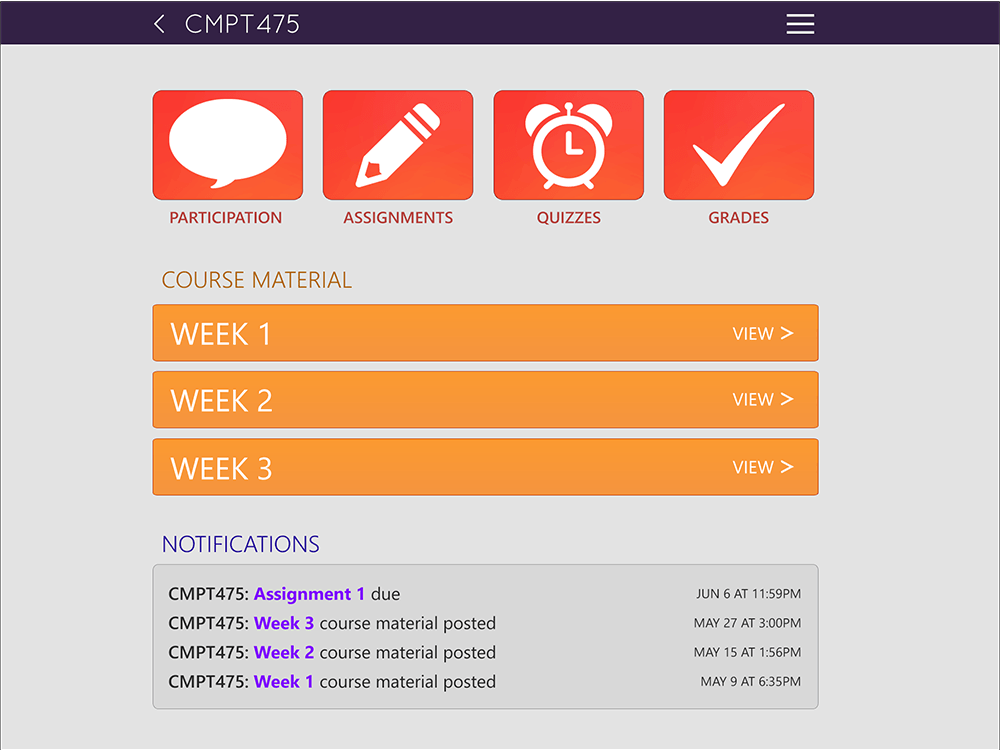 CMPT475
PARTICIPATION
ASSIGNMENTS
QUIZZES
GRADES
COURSE MATERIAL
WEEK 1 VIEW >
WEEK 2 VIEW >
WEEK 3 VIEW >
NOTIFICATIONS
CMPT475: Assignment 1 due JUN 6 AT 11:59PM
CMPT475: Week 3 course material posted MAY 27 AT 3:00PM
CMPT475: Week 2 course material posted MAY 15 AT 1:56PM
CMPT475: Week 1 course material posted MAY 9 AT 6:35PM